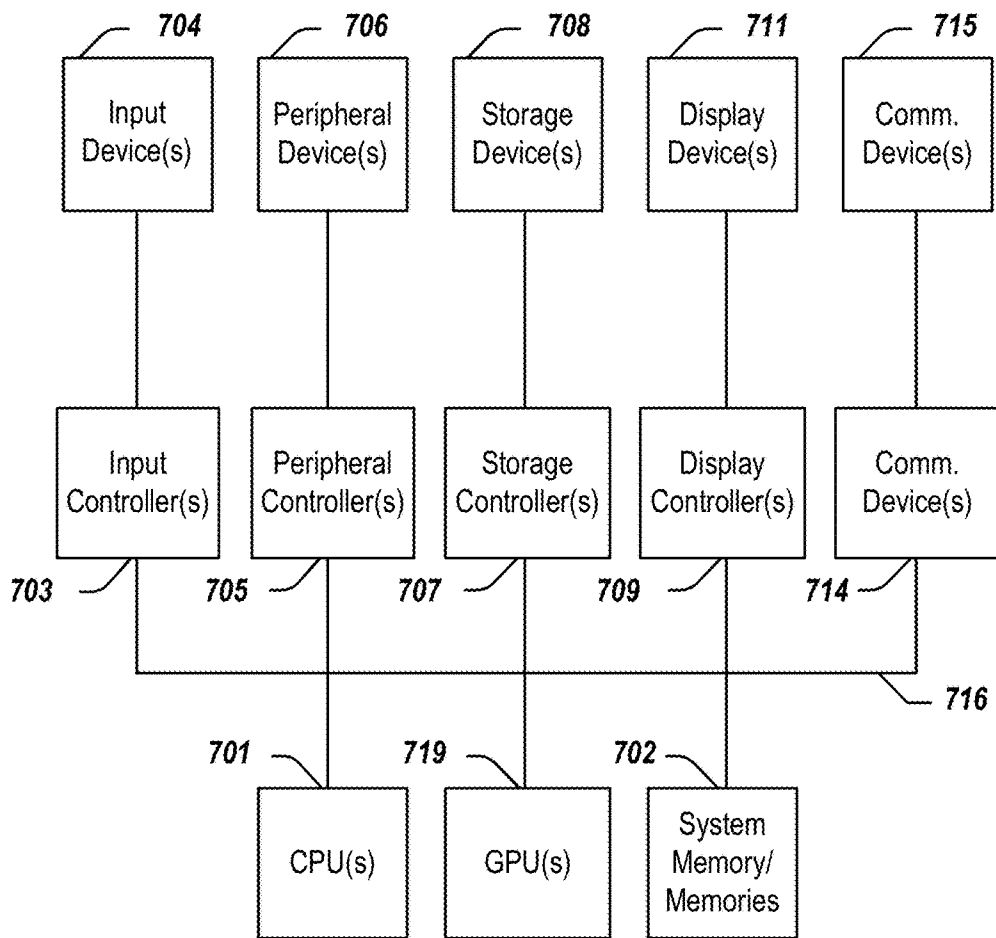 704
706
708
711
715
Input
Device(s)
Peripheral
Device(s)
Storage
Device(s)
Display
Device(s)
Comm.
Device(s)
Input
Controller(s)
Peripheral
Controller(s)
Storage
Controller(s)
Display
Controller(s)
Comm.
Device(s)
703
705
707
709
714
716
701
719
702
CPU(s)
GPU(s)
System
Memory/
Memories